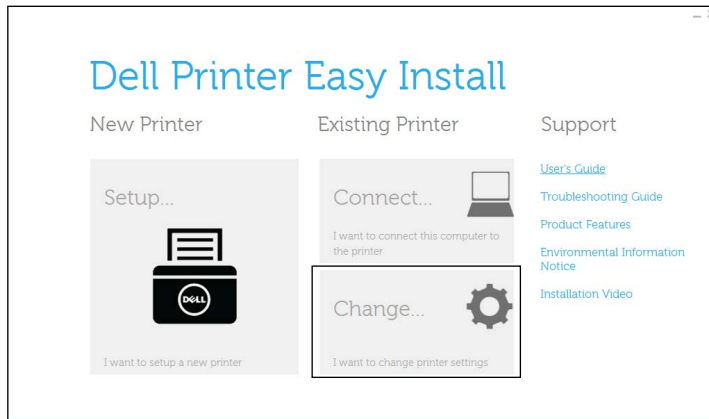 Dell Printer Easy Install
New Printer
Existing Printer
Support
Setup...
DELL
I want to setup a new printer
Connect...
I want to connect this computer to
the printer
Change...
I want to change printer settings
User's Guide
Troubleshooting Guide
Product Features
Environmental Information
Notice
Installation Video